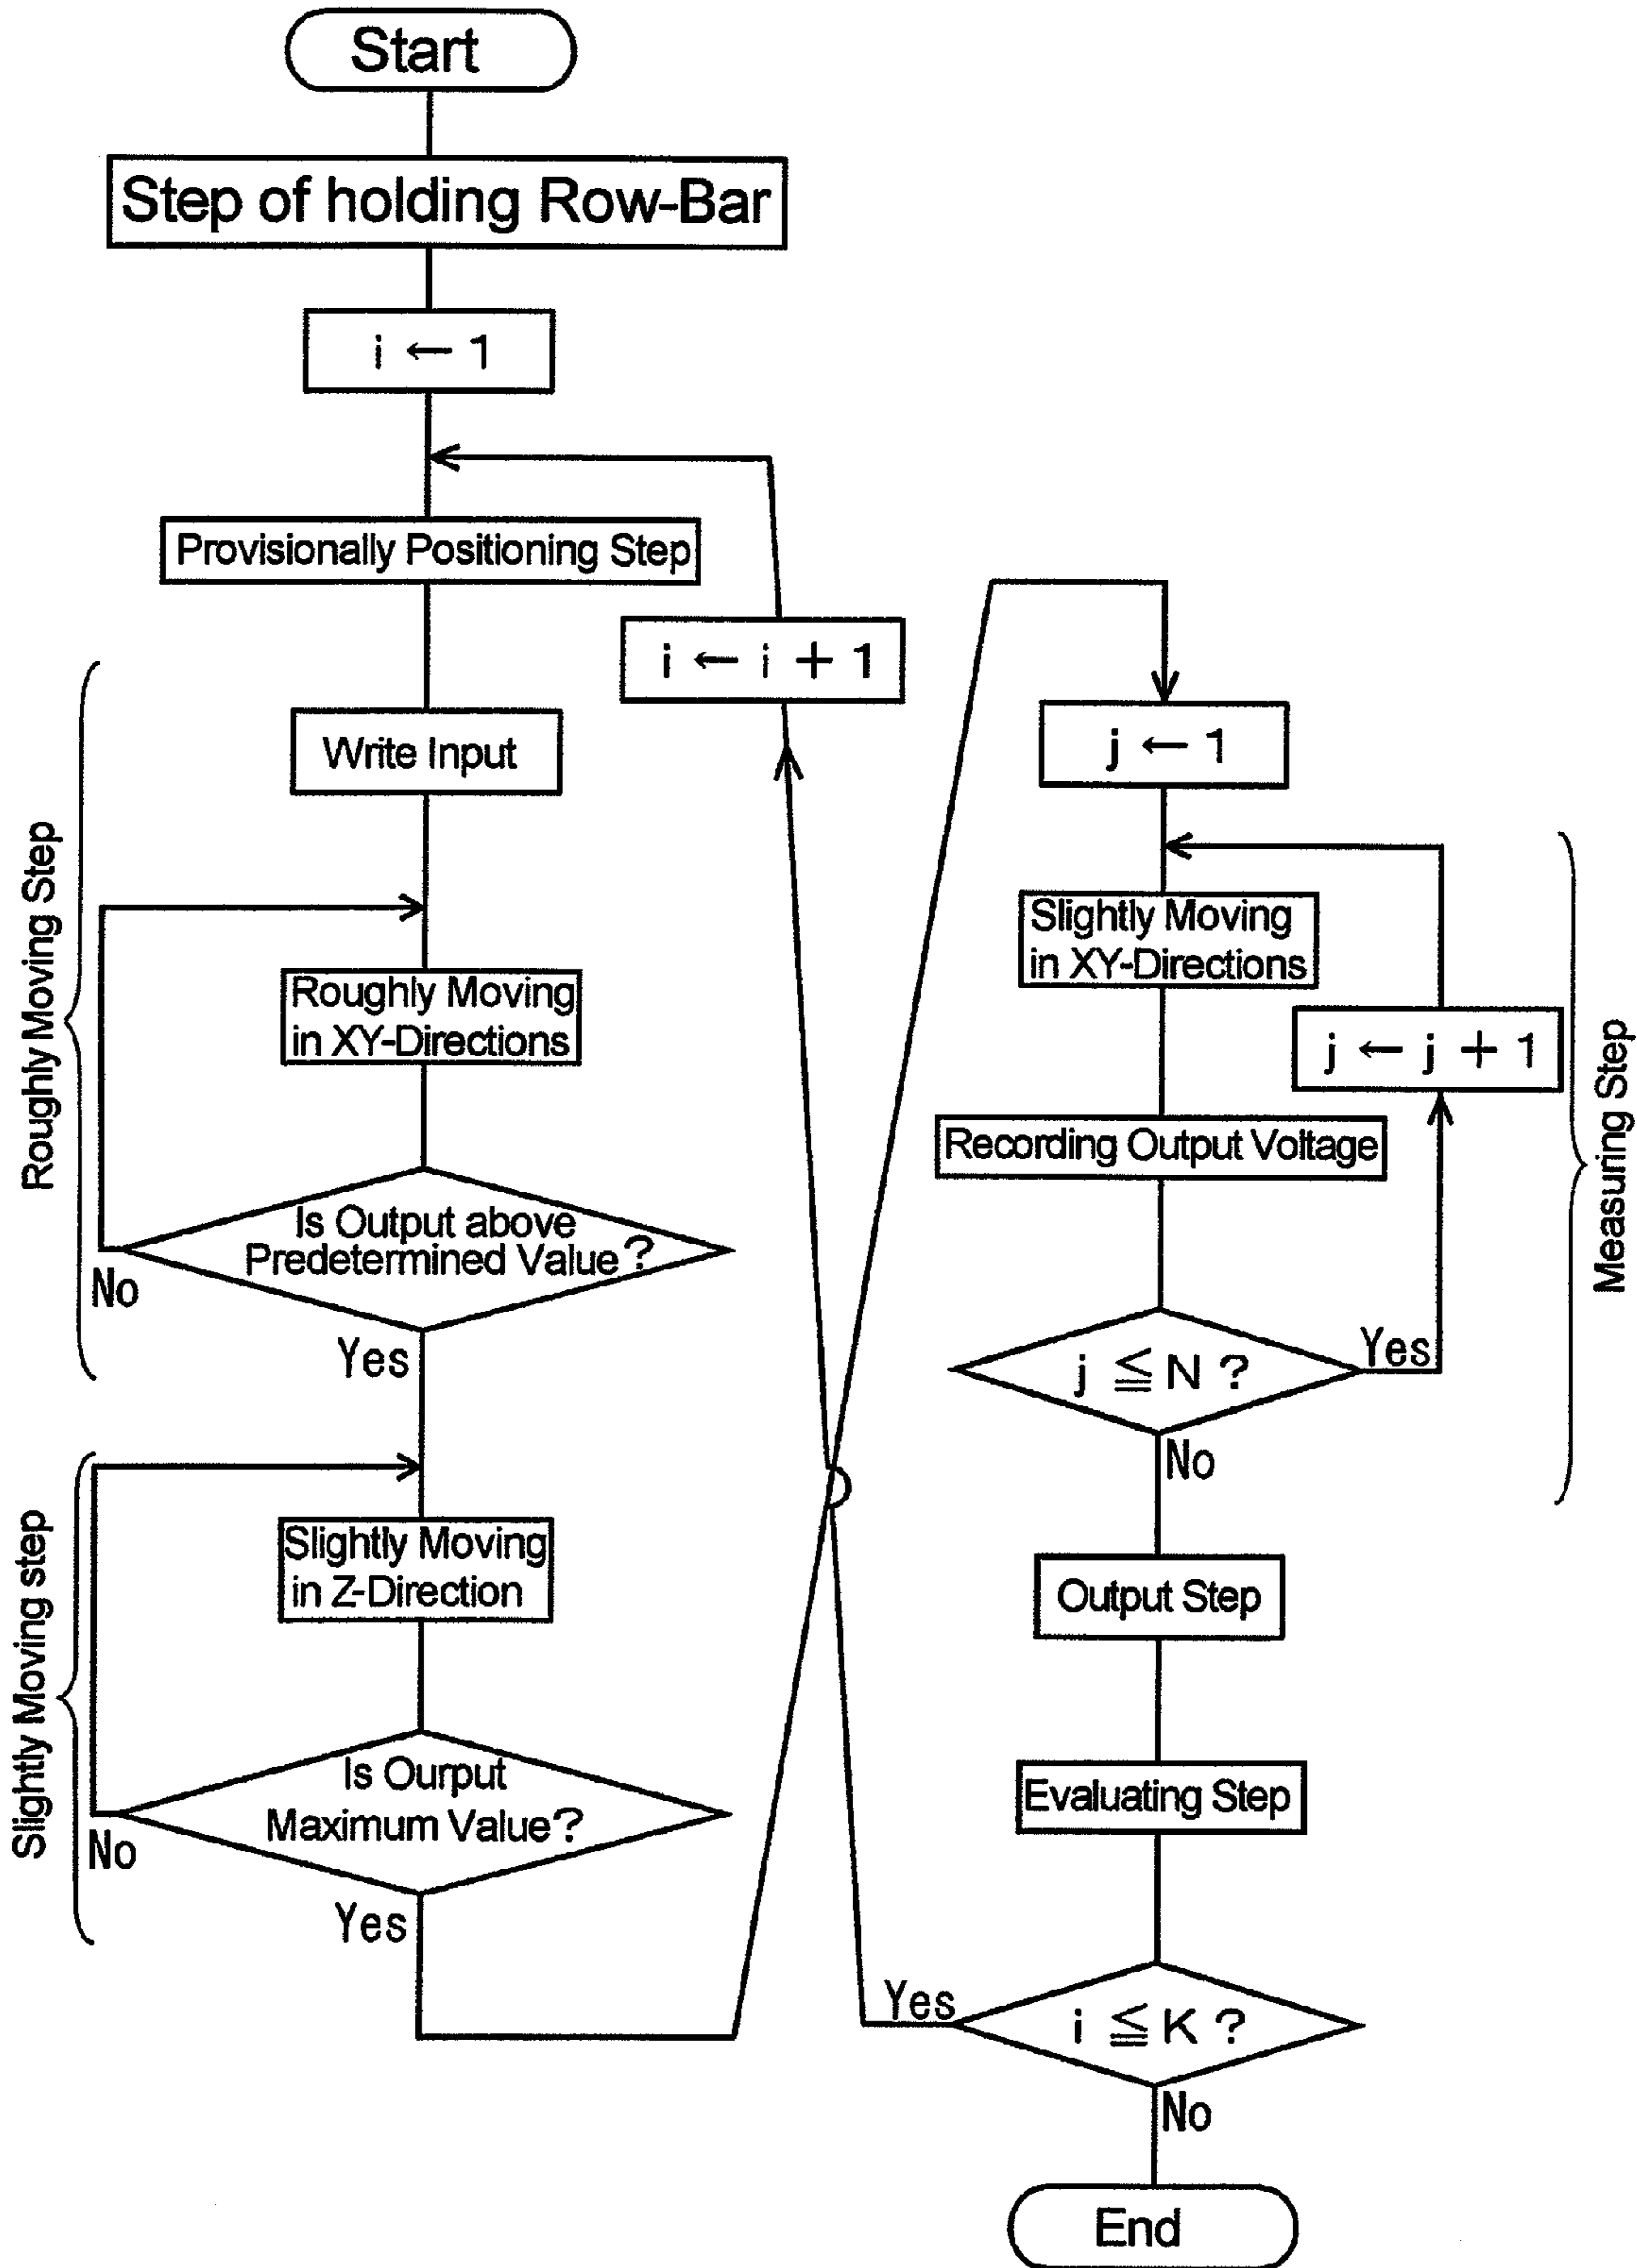 Start
Step of holding Row-Bar
i ← 1
Provisionally Positioning Step
i ← i + 1
Write Input
Roughly Moving Step
Roughly Moving
in XY-Directions
Is Output above
Predetermined Value?
No
Yes
Slightly Moving step
Slightly Moving
in Z-Direction
Is Ourput
Maximum Value?
No
Yes
j ← 1
Slightly Moving
in XY-Directions
j ← j + 1
Recording Output Voltage
Measuring Step
j ≦ N ?
Yes
No
Output Step
Evaluating Step
i ≦ K ?
Yes
No
End